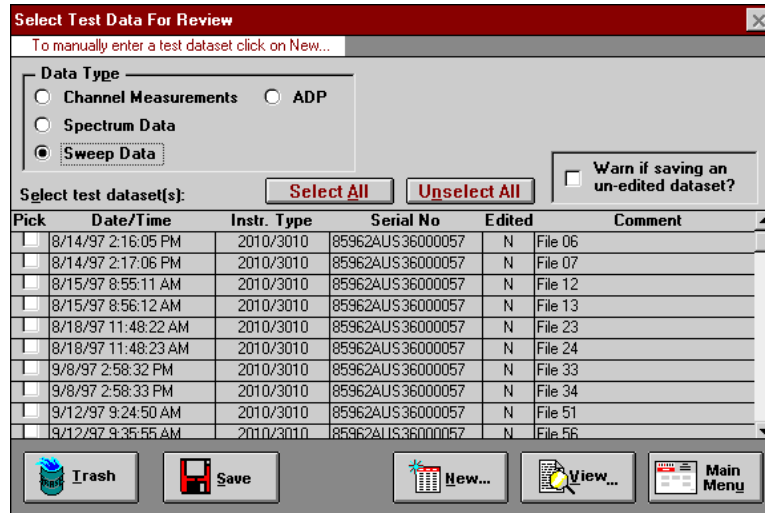 Select Test Data For Review
To manually enter a test dataset click on New...
Data Type
Channel Measurements ADP
Spectrum Data
Sweep Data
Warn if saving an
un-edited dataset?
Select test dataset(s): Select All Unselect All
Pick Date/Time Instr. Type Serial No Edited Comment
8/14/97 2:16:05 PM 2010/3010 85962AUS36000057 N File 06
8/14/97 2:17:06 PM 2010/3010 85962AUS36000057 N File 07
8/15/97 8:55:11 AM 2010/3010 85962AUS36000057 N File 12
8/15/97 8:56:12 AM 2010/3010 85962AUS36000057 N File 13
8/18/97 11:48:22 AM 2010/3010 85962AUS36000057 N File 23
8/18/97 11:48:23 AM 2010/3010 85962AUS36000057 N File 24
9/8/97 2:58:32 PM 2010/3010 85962AUS36000057 N File 33
9/8/97 2:58:33 PM 2010/3010 85962AUS36000057 N File 34
9/12/97 9:24:50 AM 2010/3010 85962AUS36000057 N File 51
9/12/97 9:35:55 AM 2010/3010 85962AUS36000057 N File 56
Trash Save New... View... Main
Menu